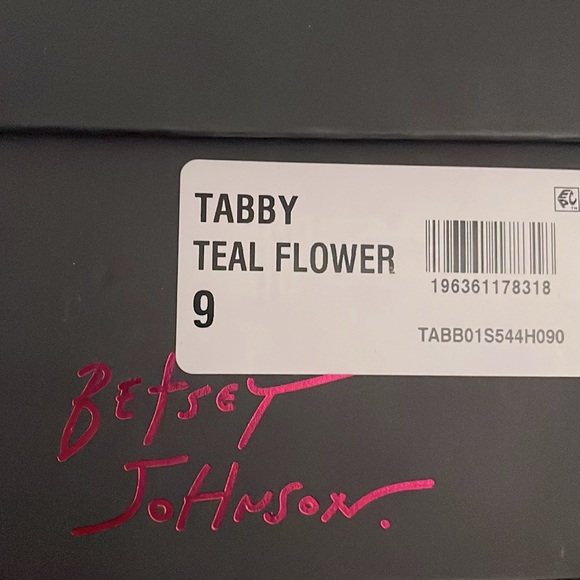 TABBY
TEAL FLOWER
9
196361178318
TABB01S544H090
BEtSEY
JOHNSON.